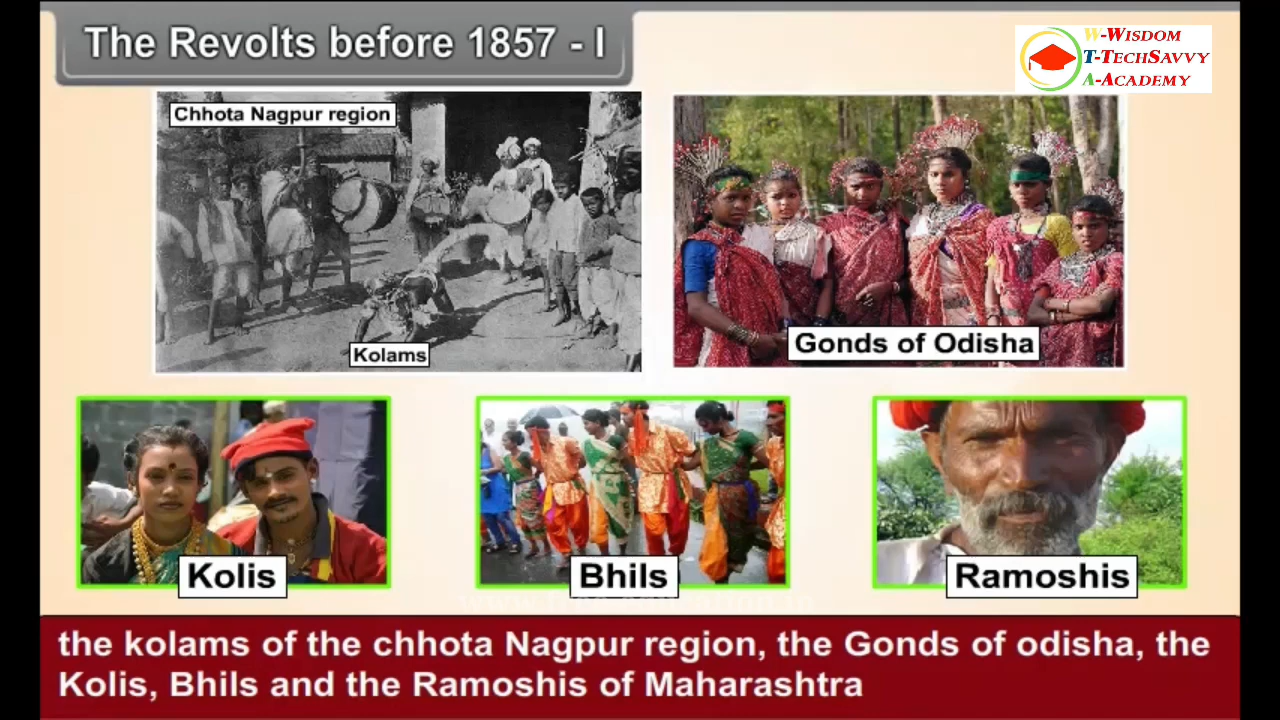 The Revolts before 1857 - I
W-WISDOM
T-TECHSAVVY
A-ACADEMY
Chhota Nagpur region
Kolams
Gonds of Odisha
Kolis
Bhils
Ramoshis
the kolams of the chhota Nagpur region, the Gonds of odisha, the
Kolis, Bhils and the Ramoshis of Maharashtra